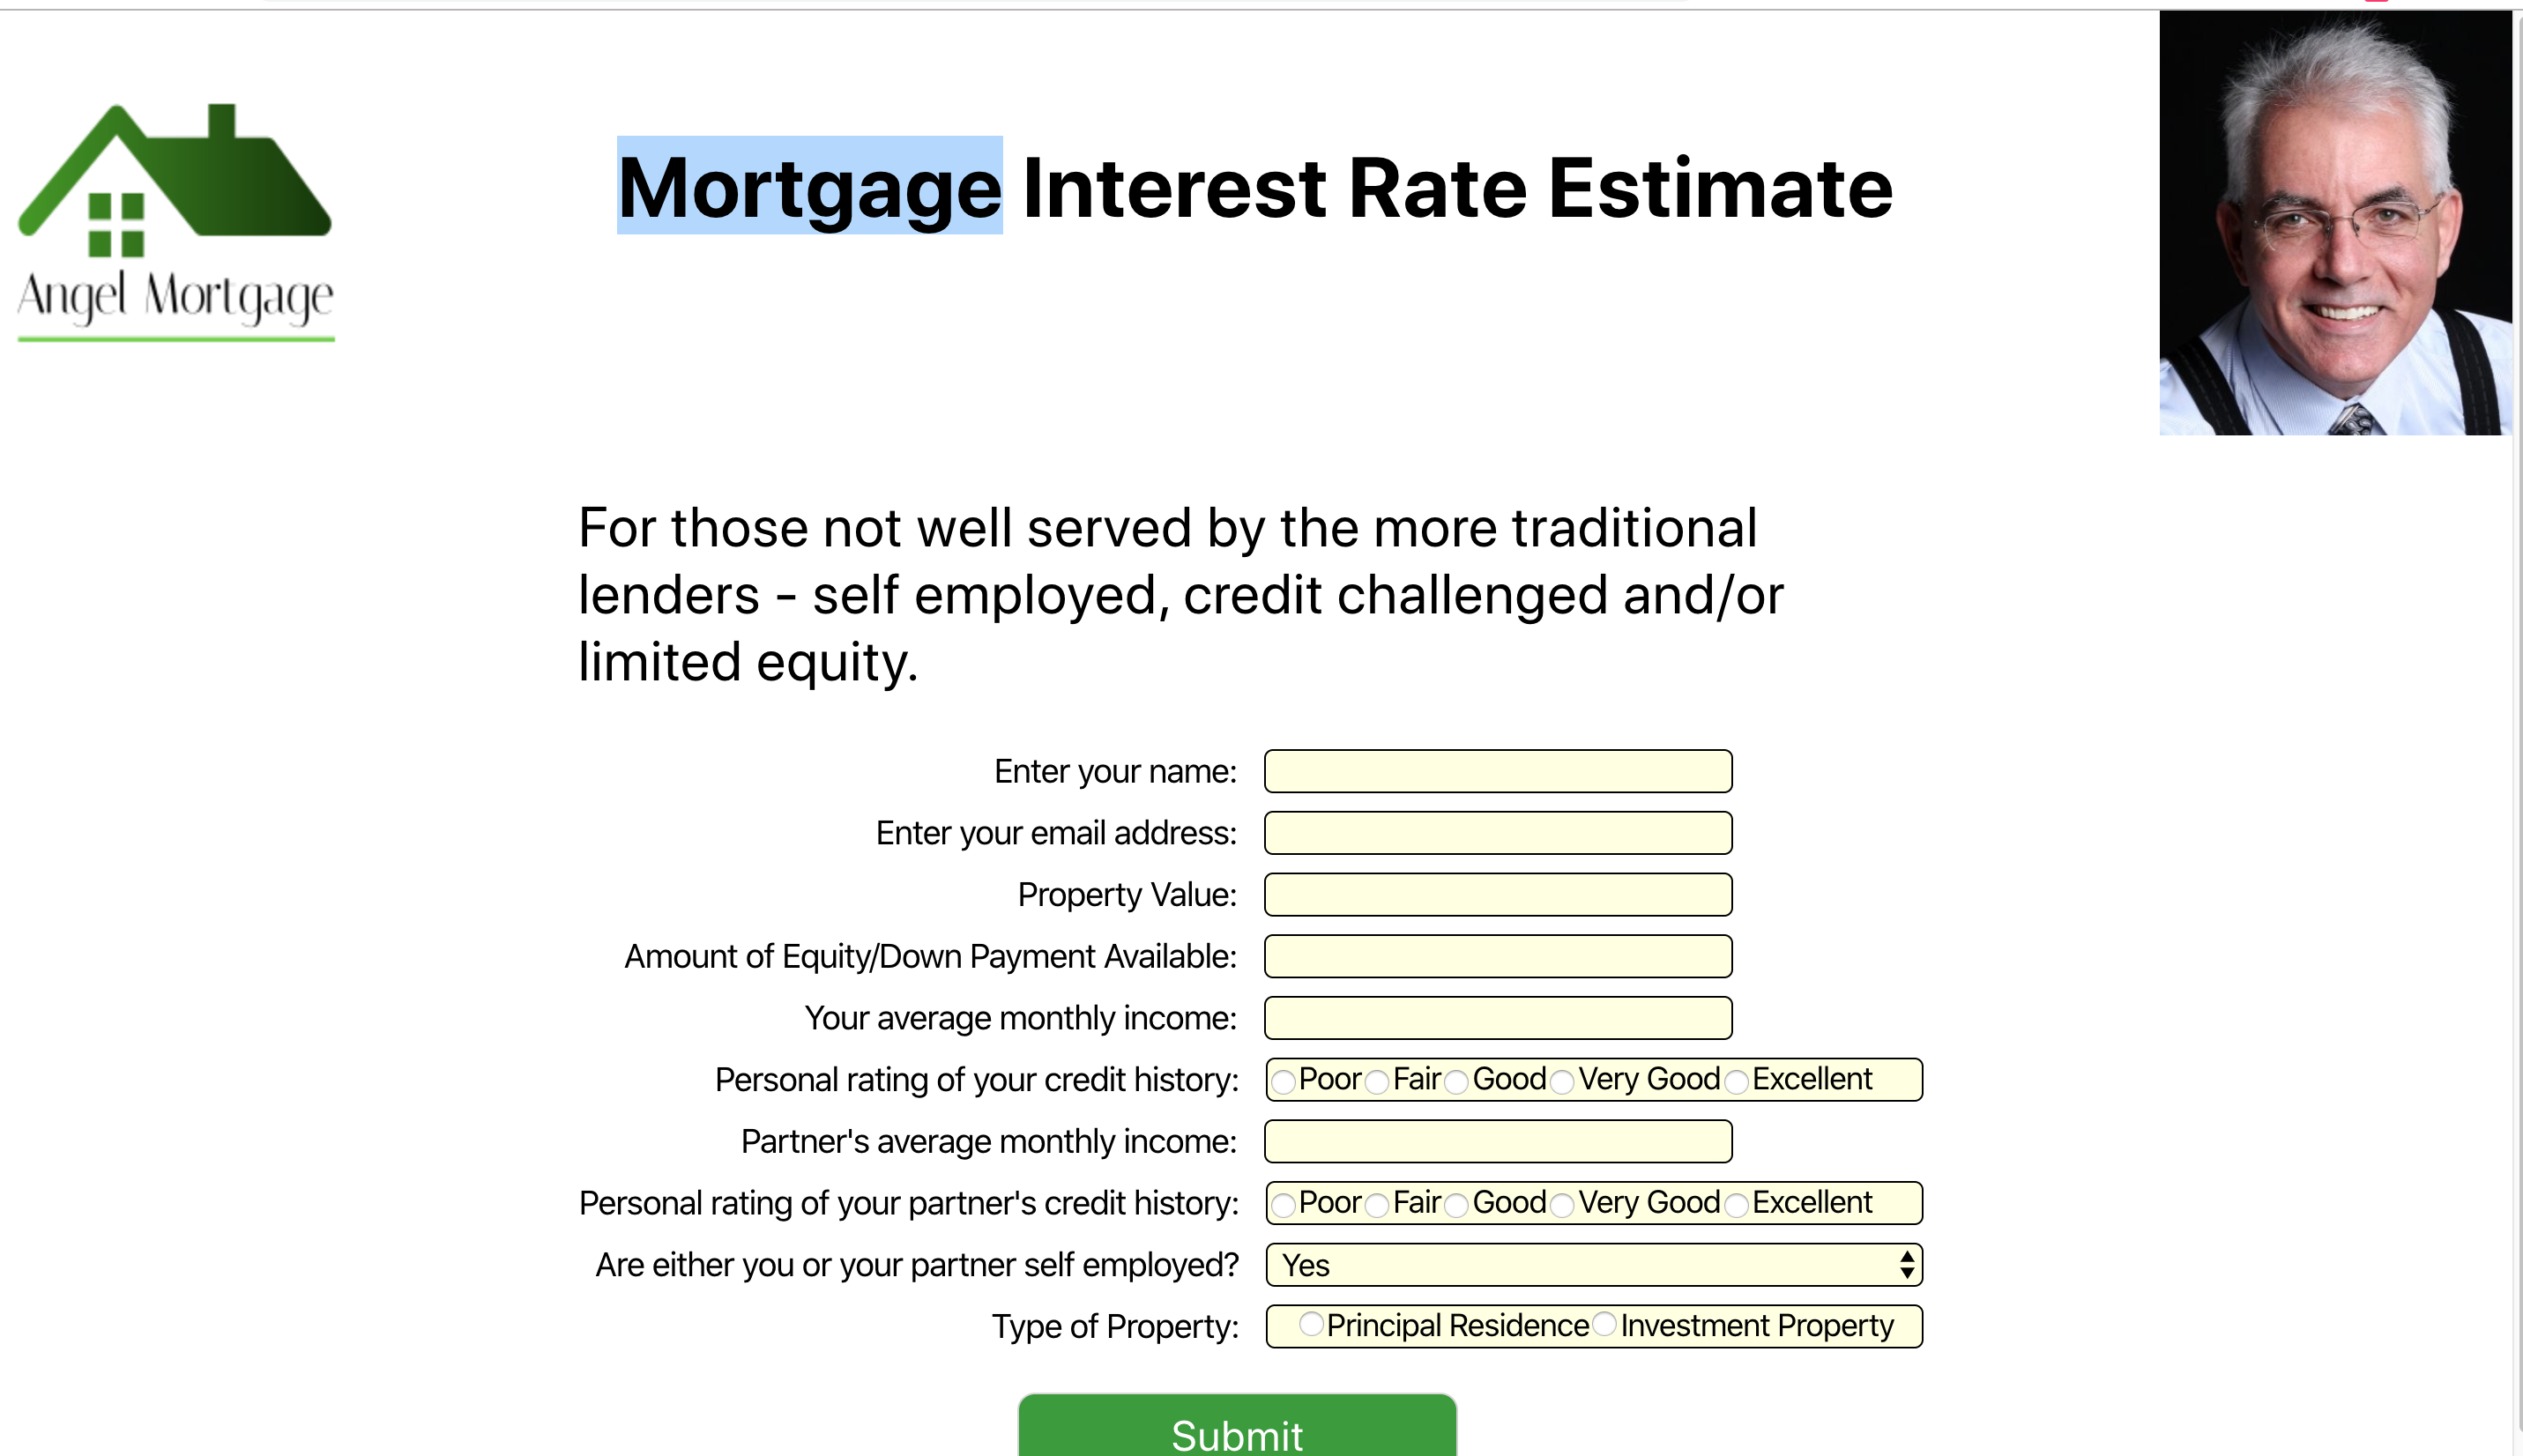 Angel Mortgage
Mortgage Interest Rate Estimate
For those not well served by the more traditional
lenders - self employed, credit challenged and/or
limited equity.
Enter your name:
Enter your email address:
Property Value:
Amount of Equity/Down Payment Available:
Your average monthly income:
Personal rating of your credit history: Poor Fair Good Very Good Excellent
Partner's average monthly income:
Personal rating of your partner's credit history: Poor Fair Good Very Good Excellent
Are either you or your partner self employed? Yes
Type of Property: Principal Residence Investment Property
Submit